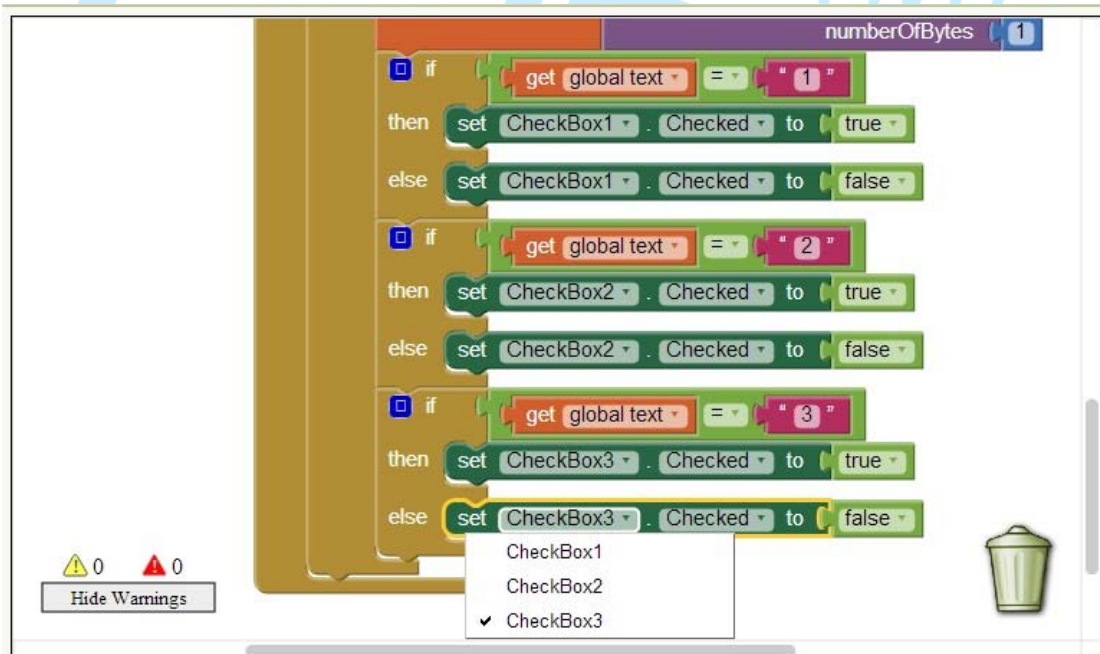 numberOfBytes 1
if get global text = " 1 "
then set CheckBox1 . Checked to true
else set CheckBox1 . Checked to false
if get global text = " 2 "
then set CheckBox2 . Checked to true
else set CheckBox2 . Checked to false
if get global text = " 3 "
then set CheckBox3 . Checked to true
else set CheckBox3 . Checked to false
CheckBox1
CheckBox2
✔ CheckBox3
0 0
Hide Warnings